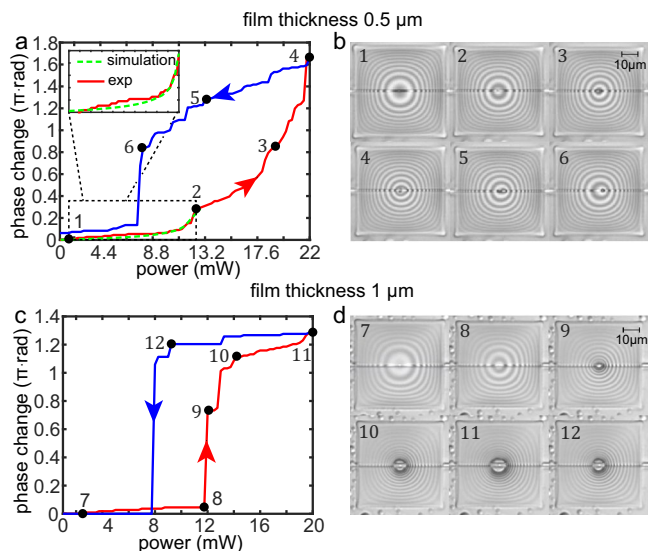 film thickness 0.5 µm
a
1.8
1.6
1.4
1.2
1
0.8
0.6
0.4
0.2
0
phase change (π·rad)
simulation
exp
4
5
6
3
2
1
0 4.4 8.8 13.2 17.6 22
power (mW)
b
1 2 3
10µm
4 5 6
film thickness 1 µm
c
1.4
1.2
1
0.8
0.6
0.4
0.2
0
phase change (π·rad)
12
10
11
9
7
8
0 4 8 12 16 20
power (mW)
d
7 8 9
10µm
10 11 12